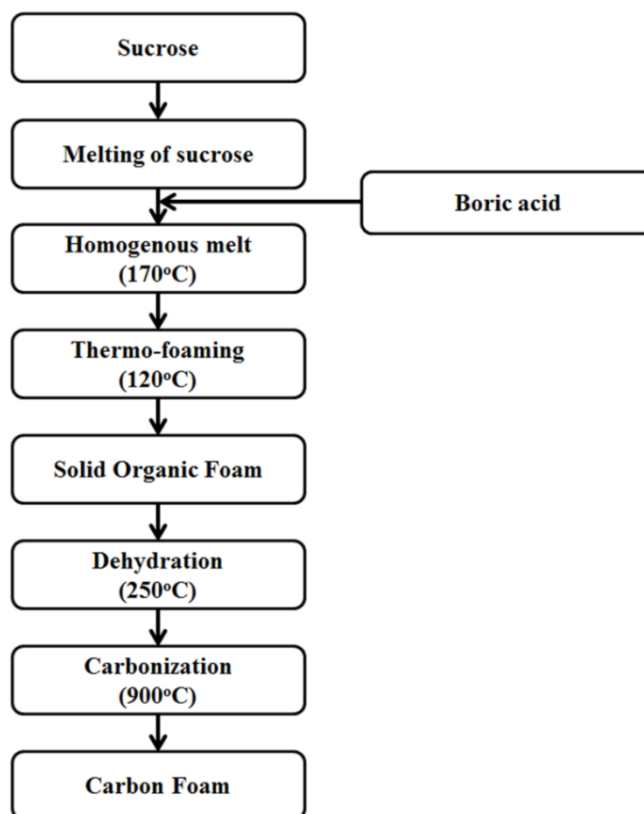 Sucrose
Melting of sucrose
Boric acid
Homogenous melt
(170°C)
Thermo-foaming
(120°C)
Solid Organic Foam
Dehydration
(250°C)
Carbonization
(900°C)
Carbon Foam